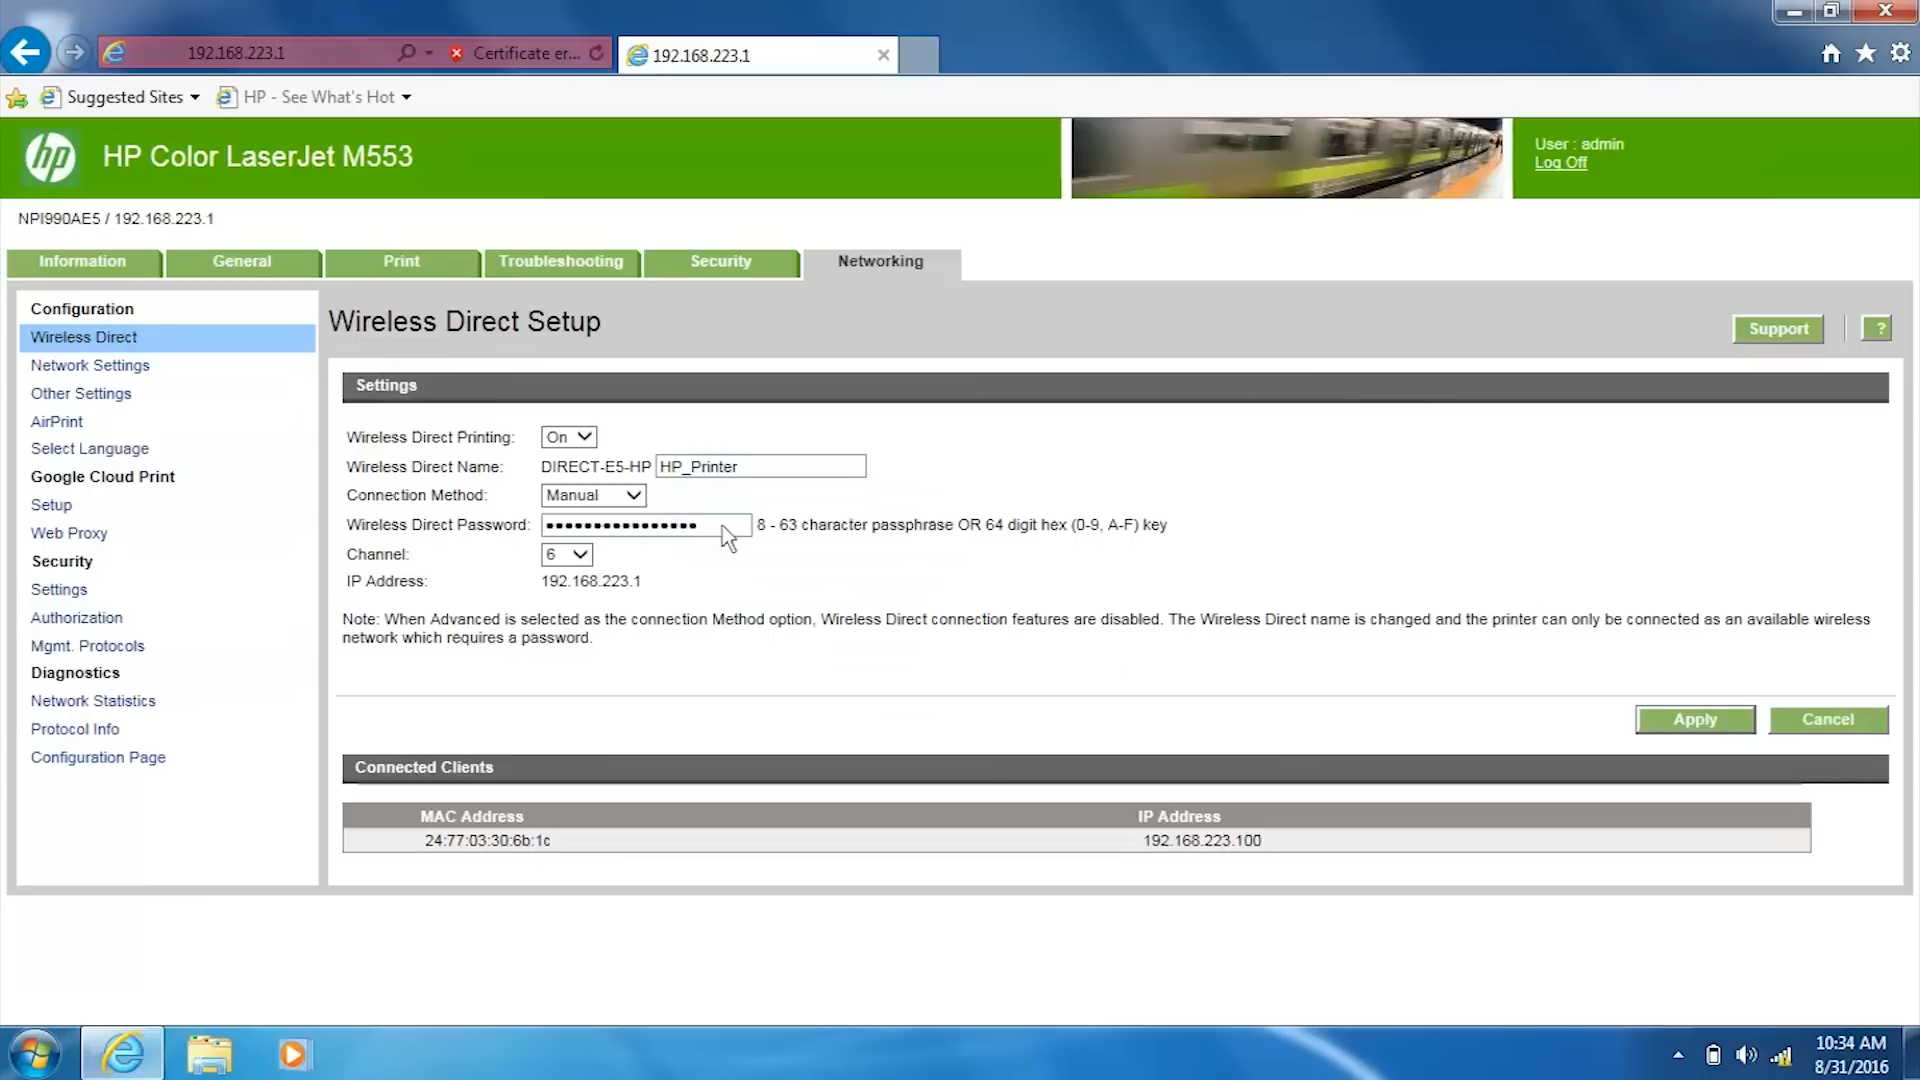 192.168.223.1
Certificate er...
192.168.223.1
Suggested Sites
HP - See What's Hot
hp
HP Color LaserJet M553
User : admin
Log Off
NPI990AE5 / 192.168.223.1
Information
General
Print
Troubleshooting
Security
Networking
Configuration
Wireless Direct
Network Settings
Other Settings
AirPrint
Select Language
Google Cloud Print
Setup
Web Proxy
Security
Settings
Authorization
Mgmt. Protocols
Diagnostics
Network Statistics
Protocol Info
Configuration Page
Wireless Direct Setup
Support
?
Settings
Wireless Direct Printing: On
Wireless Direct Name: DIRECT-E5-HP HP_Printer
Connection Method: Manual
Wireless Direct Password: •••••••••••••••• 8 - 63 character passphrase OR 64 digit hex (0-9, A-F) key
Channel: 6
IP Address: 192.168.223.1
Note: When Advanced is selected as the connection Method option, Wireless Direct connection features are disabled. The Wireless Direct name is changed and the printer can only be connected as an available wireless
network which requires a password.
Apply
Cancel
Connected Clients
MAC Address IP Address
24:77:03:30:6b:1c 192.168.223.100
10:34 AM
8/31/2016